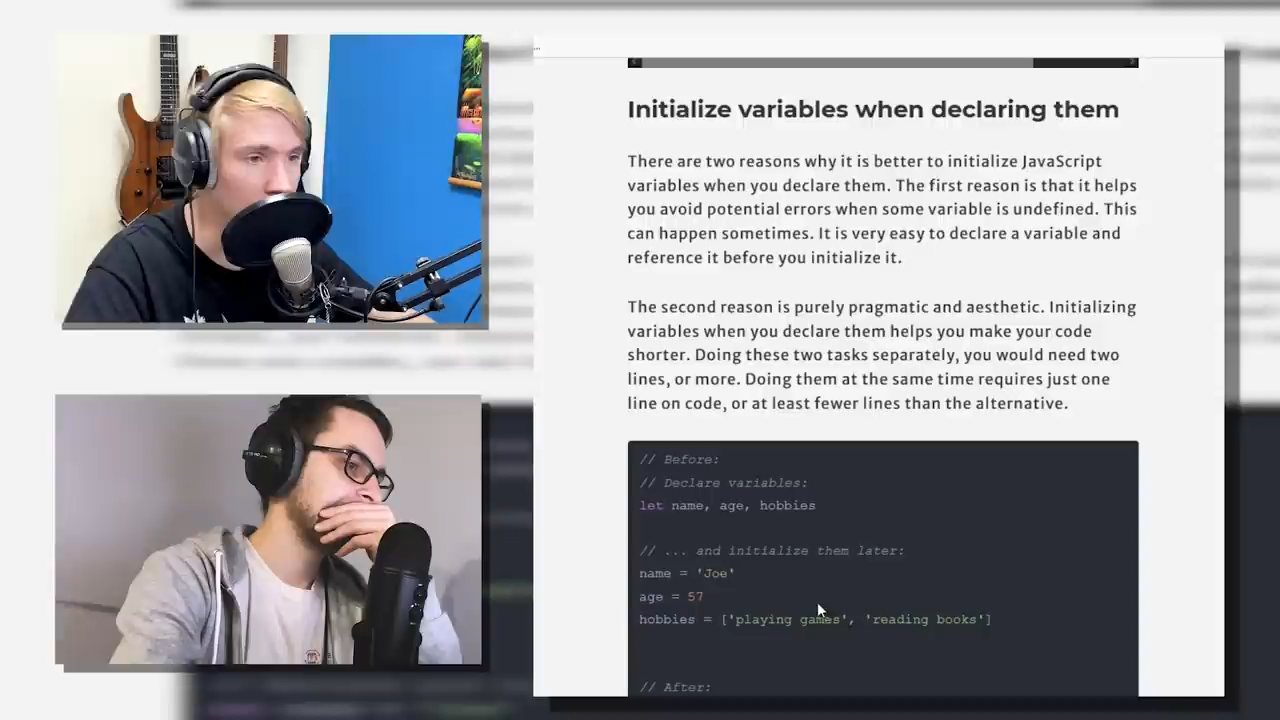 Initialize variables when declaring them
There are two reasons why it is better to initialize JavaScript
variables when you declare them. The first reason is that it helps
you avoid potential errors when some variable is undefined. This
can happen sometimes. It is very easy to declare a variable and
reference it before you initialize it.
The second reason is purely pragmatic and aesthetic. Initializing
variables when you declare them helps you make your code
shorter. Doing these two tasks separately, you would need two
lines, or more. Doing them at the same time requires just one
line on code, or at least fewer lines than the alternative.
// Before:
// Declare variables:
let name, age, hobbies
// ... and initialize them later:
name = 'Joe'
age = 57
hobbies = ['playing games', 'reading books']
// After: